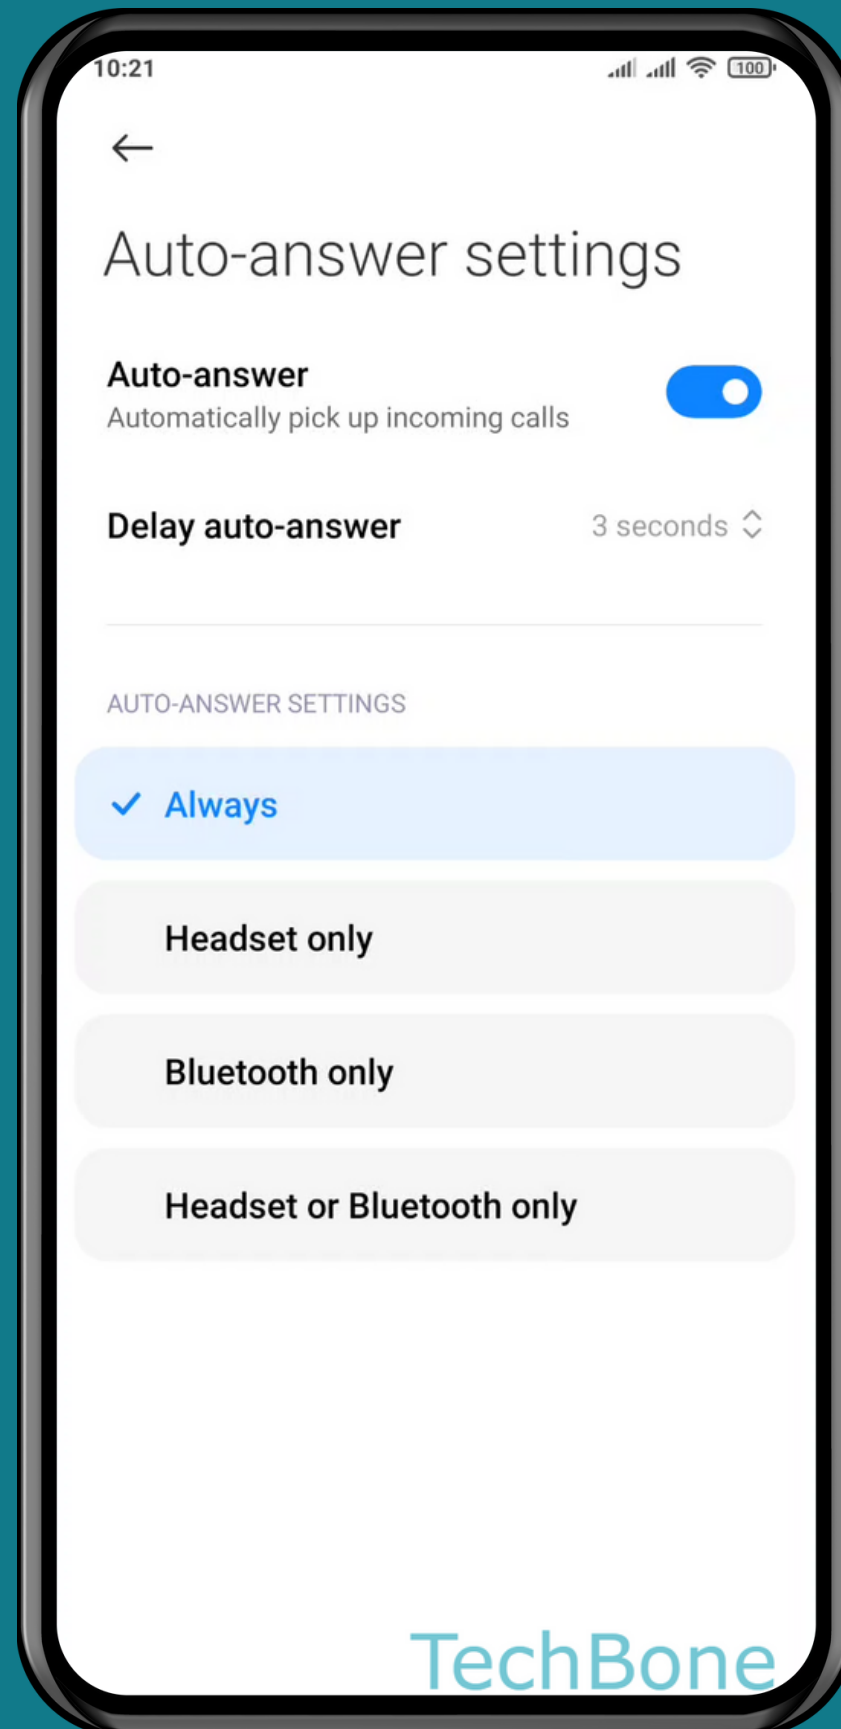 10:21
100
Auto-answer settings
Auto-answer
Automatically pick up incoming calls
Delay auto-answer
3 seconds
AUTO-ANSWER SETTINGS
Always
Headset only
Bluetooth only
Headset or Bluetooth only
TechBone